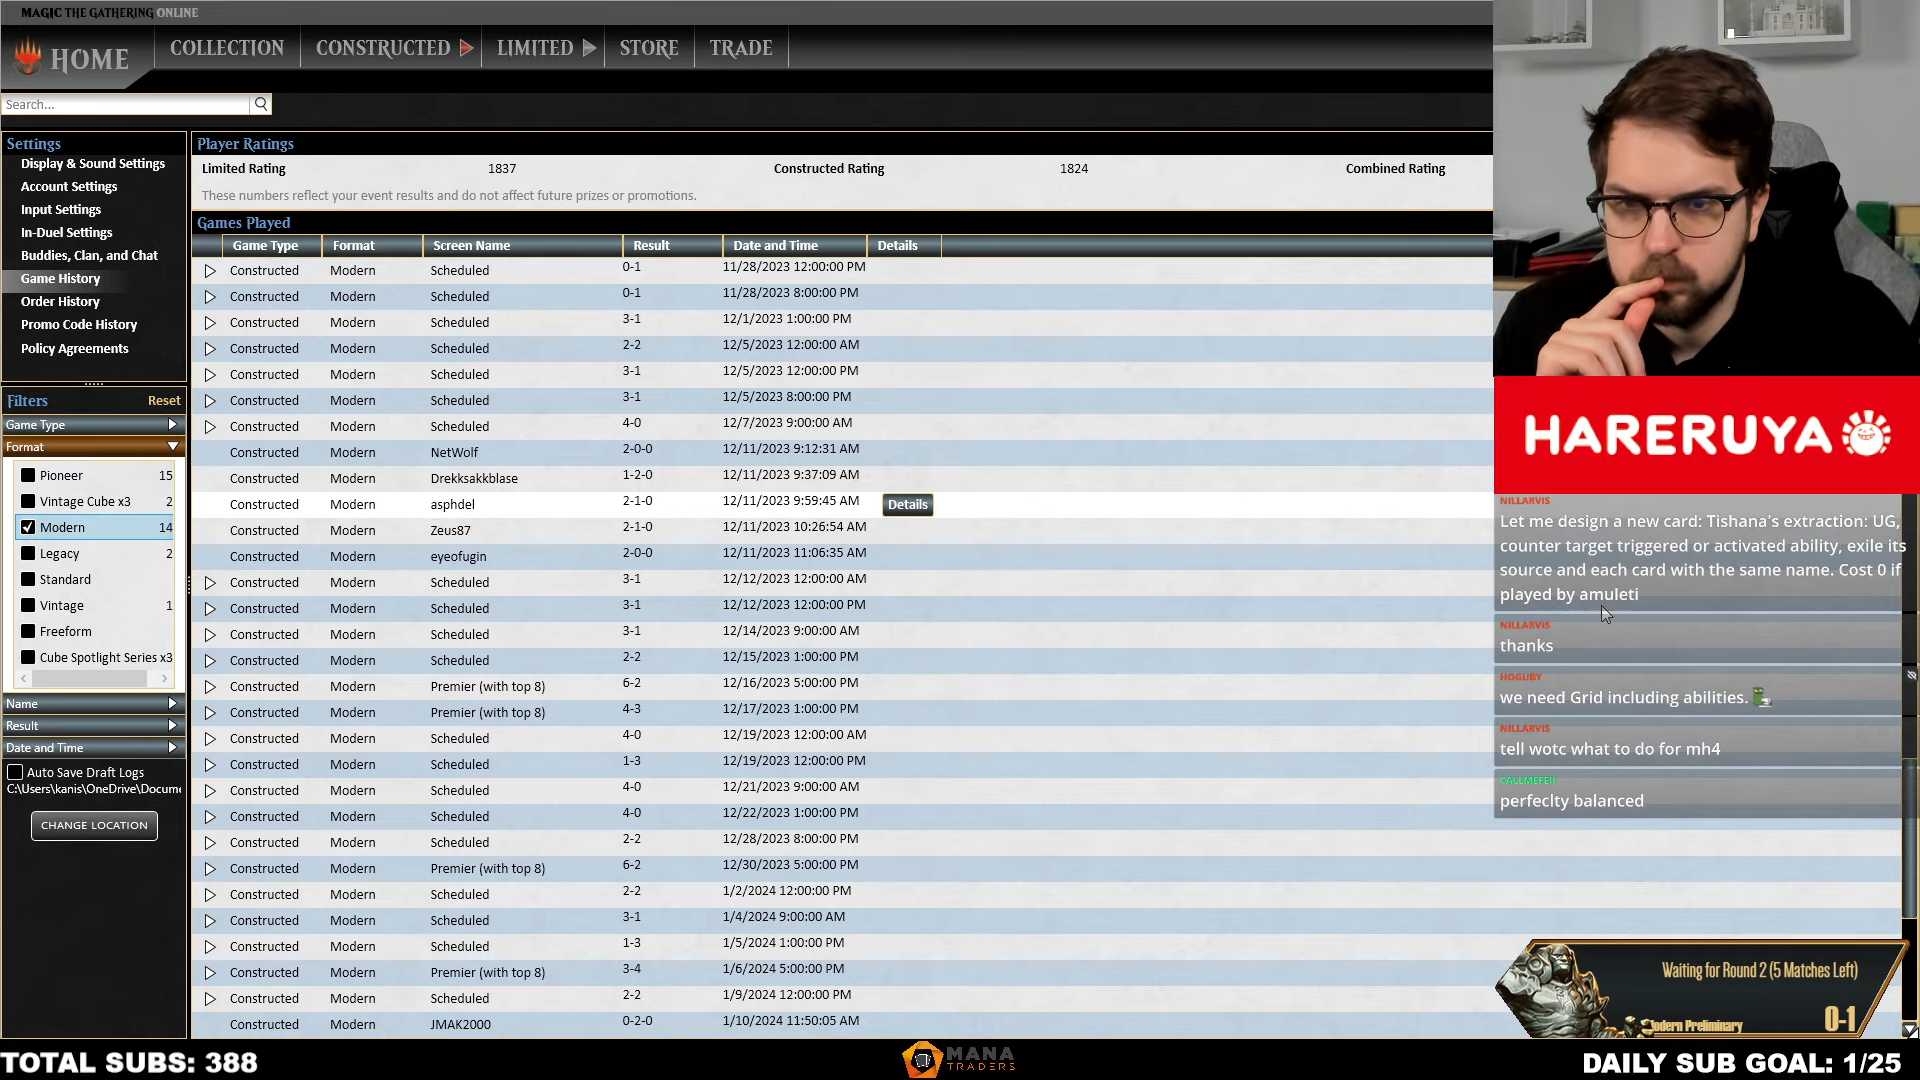 MAGIC THE GATHERING ONLINE
HOME
COLLECTION
CONSTRUCTED
LIMITED
STORE
TRADE
Search...
Settings
Display & Sound Settings
Account Settings
Input Settings
In-Duel Settings
Buddies, Clan, and Chat
Game History
Order History
Promo Code History
Policy Agreements
Filters Reset
Game Type
Format
Pioneer 15
Vintage Cube x3 2
Modern 14
Legacy 2
Standard
Vintage 1
Freeform
Cube Spotlight Series x3
Name
Result
Date and Time
Auto Save Draft Logs
C:\Users\kanis\OneDrive\Docume
CHANGE LOCATION
Player Ratings
Limited Rating 1837 Constructed Rating 1824 Combined Rating
These numbers reflect your event results and do not affect future prizes or promotions.
Games Played
Game Type Format Screen Name Result Date and Time Details
Constructed Modern Scheduled 0-1 11/28/2023 12:00:00 PM
Constructed Modern Scheduled 0-1 11/28/2023 8:00:00 PM
Constructed Modern Scheduled 3-1 12/1/2023 1:00:00 PM
Constructed Modern Scheduled 2-2 12/5/2023 12:00:00 AM
Constructed Modern Scheduled 3-1 12/5/2023 12:00:00 PM
Constructed Modern Scheduled 3-1 12/5/2023 8:00:00 PM
Constructed Modern Scheduled 4-0 12/7/2023 9:00:00 AM
Constructed Modern NetWolf 2-0-0 12/11/2023 9:12:31 AM
Constructed Modern Drekksakkblase 1-2-0 12/11/2023 9:37:09 AM
Constructed Modern asphdel 2-1-0 12/11/2023 9:59:45 AM Details
Constructed Modern Zeus87 2-1-0 12/11/2023 10:26:54 AM
Constructed Modern eyeofugin 2-0-0 12/11/2023 11:06:35 AM
Constructed Modern Scheduled 3-1 12/12/2023 12:00:00 AM
Constructed Modern Scheduled 3-1 12/12/2023 12:00:00 PM
Constructed Modern Scheduled 3-1 12/14/2023 9:00:00 AM
Constructed Modern Scheduled 2-2 12/15/2023 1:00:00 PM
Constructed Modern Premier (with top 8) 6-2 12/16/2023 5:00:00 PM
Constructed Modern Premier (with top 8) 4-3 12/17/2023 1:00:00 PM
Constructed Modern Scheduled 4-0 12/19/2023 12:00:00 AM
Constructed Modern Scheduled 1-3 12/19/2023 12:00:00 PM
Constructed Modern Scheduled 4-0 12/21/2023 9:00:00 AM
Constructed Modern Scheduled 4-0 12/22/2023 1:00:00 PM
Constructed Modern Scheduled 2-2 12/28/2023 8:00:00 PM
Constructed Modern Premier (with top 8) 6-2 12/30/2023 5:00:00 PM
Constructed Modern Scheduled 2-2 1/2/2024 12:00:00 PM
Constructed Modern Scheduled 3-1 1/4/2024 9:00:00 AM
Constructed Modern Scheduled 1-3 1/5/2024 1:00:00 PM
Constructed Modern Premier (with top 8) 3-4 1/6/2024 5:00:00 PM
Constructed Modern Scheduled 2-2 1/9/2024 12:00:00 PM
Constructed Modern JMAK2000 0-2-0 1/10/2024 11:50:05 AM
HARERUYA
NILLARVIS
Let me design a new card: Tishana's extraction: UG,
counter target triggered or activated ability, exile its
source and each card with the same name. Cost 0 if
played by amuleti
NILLARVIS
thanks
HOGUBY
we need Grid including abilities.
NILLARVIS
tell wotc what to do for mh4
CALLMEFEII
perfeclty balanced
Waiting for Round 2 (5 Matches Left)
Modern Preliminary 0-1
TOTAL SUBS: 388
MANA
TRADERS
DAILY SUB GOAL: 1/25